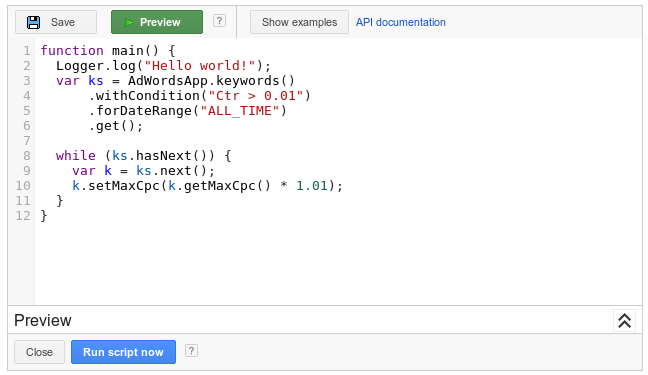 Save Preview ? Show examples API documentation
1 function main() {
2   Logger.log("Hello world!");
3   var ks = AdWordsApp.keywords()
4       .withCondition("Ctr > 0.01")
5       .forDateRange("ALL_TIME")
6       .get();
7
8   while (ks.hasNext()) {
9     var k = ks.next();
10     k.setMaxCpc(k.getMaxCpc() * 1.01);
11   }
12 }
Preview
Close Run script now ?